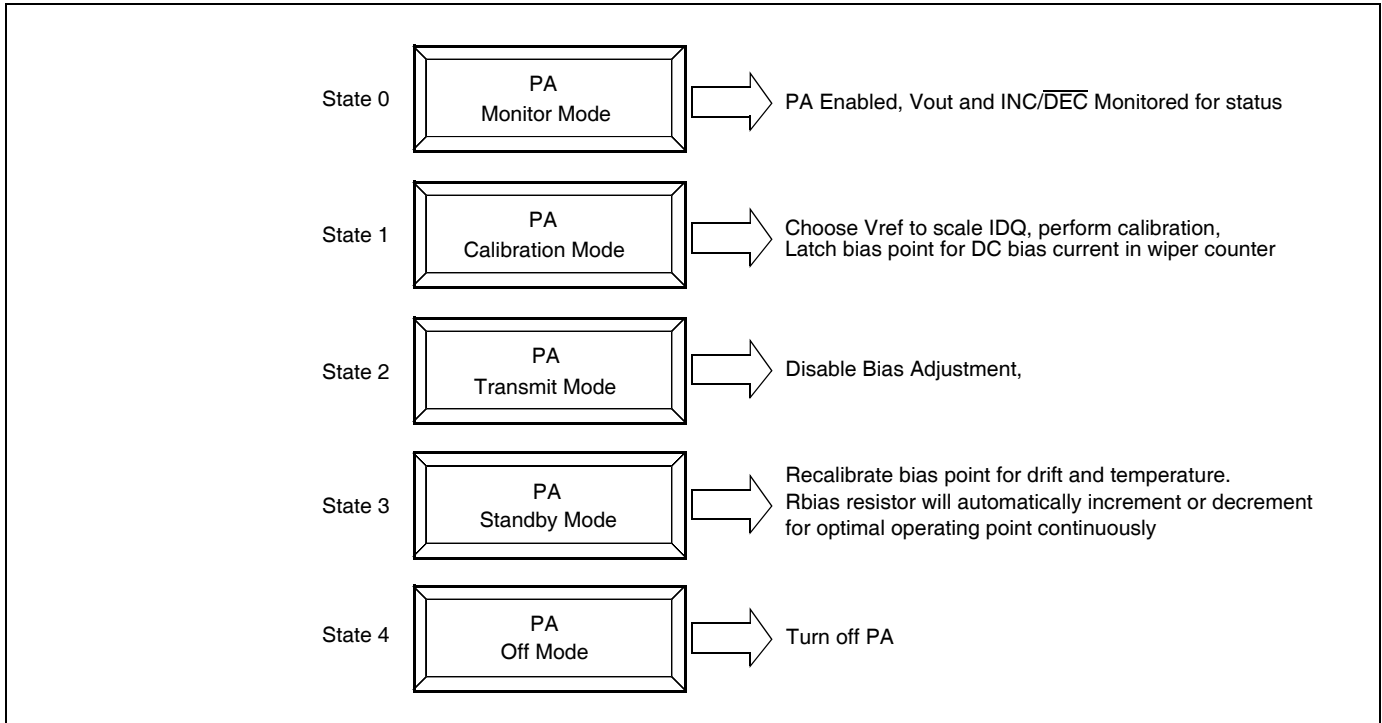 State 0
PA
Monitor Mode
PA Enabled, Vout and INC/D̅E̅C̅ Monitored for status
State 1
PA
Calibration Mode
Choose Vref to scale IDQ, perform calibration,
Latch bias point for DC bias current in wiper counter
State 2
PA
Transmit Mode
Disable Bias Adjustment,
State 3
PA
Standby Mode
Recalibrate bias point for drift and temperature.
Rbias resistor will automatically increment or decrement
for optimal operating point continuously
State 4
PA
Off Mode
Turn off PA